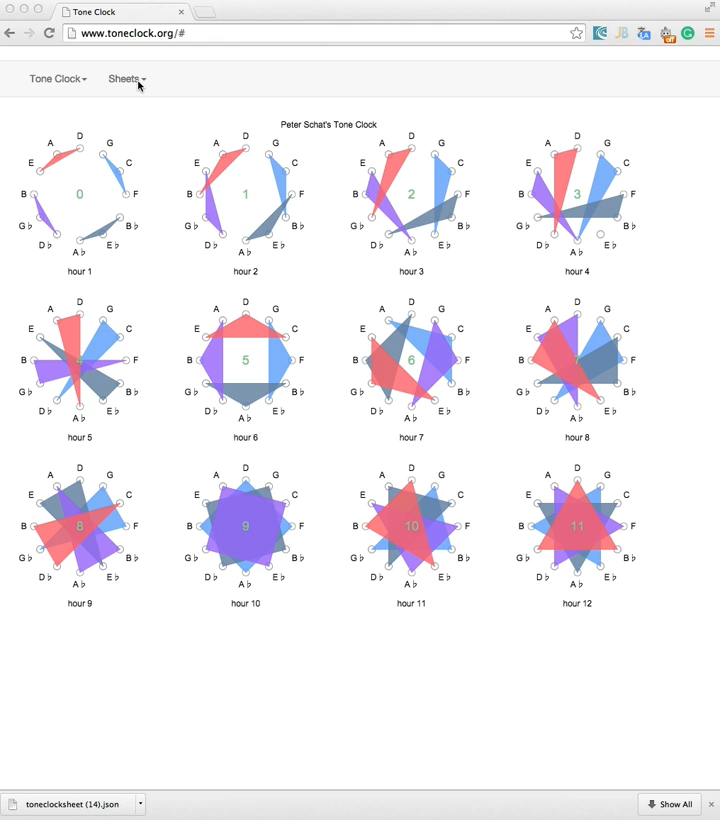 Tone Clock
www.toneclock.org/#
JB
off
Tone Clock
Sheets
Peter Schat's Tone Clock
D
A G
E C
B 0 F
G♭ B♭
D♭ E♭
A♭
hour 1
D
A G
E C
B 1 F
G♭ B♭
D♭ E♭
A♭
hour 2
D
A G
E C
B 2 F
G♭ B♭
D♭ E♭
A♭
hour 3
D
A G
E C
B 3 F
G♭ B♭
D♭ E♭
A♭
hour 4
D
A G
E C
B F
G♭ B♭
D♭ E♭
A♭
hour 5
D
A G
E C
B 5 F
G♭ B♭
D♭ E♭
A♭
hour 6
D
A G
E C
B 6 F
G♭ B♭
D♭ E♭
A♭
hour 7
D
A G
E C
B F
G♭ B♭
D♭ E♭
A♭
hour 8
D
A G
E C
B 8 F
G♭ B♭
D♭ E♭
A♭
hour 9
D
A G
E C
B 9 F
G♭ B♭
D♭ E♭
A♭
hour 10
D
A G
E C
B 10 F
G♭ B♭
D♭ E♭
A♭
hour 11
D
A G
E C
B 11 F
G♭ B♭
D♭ E♭
A♭
hour 12
toneclocksheet (14).json
Show All